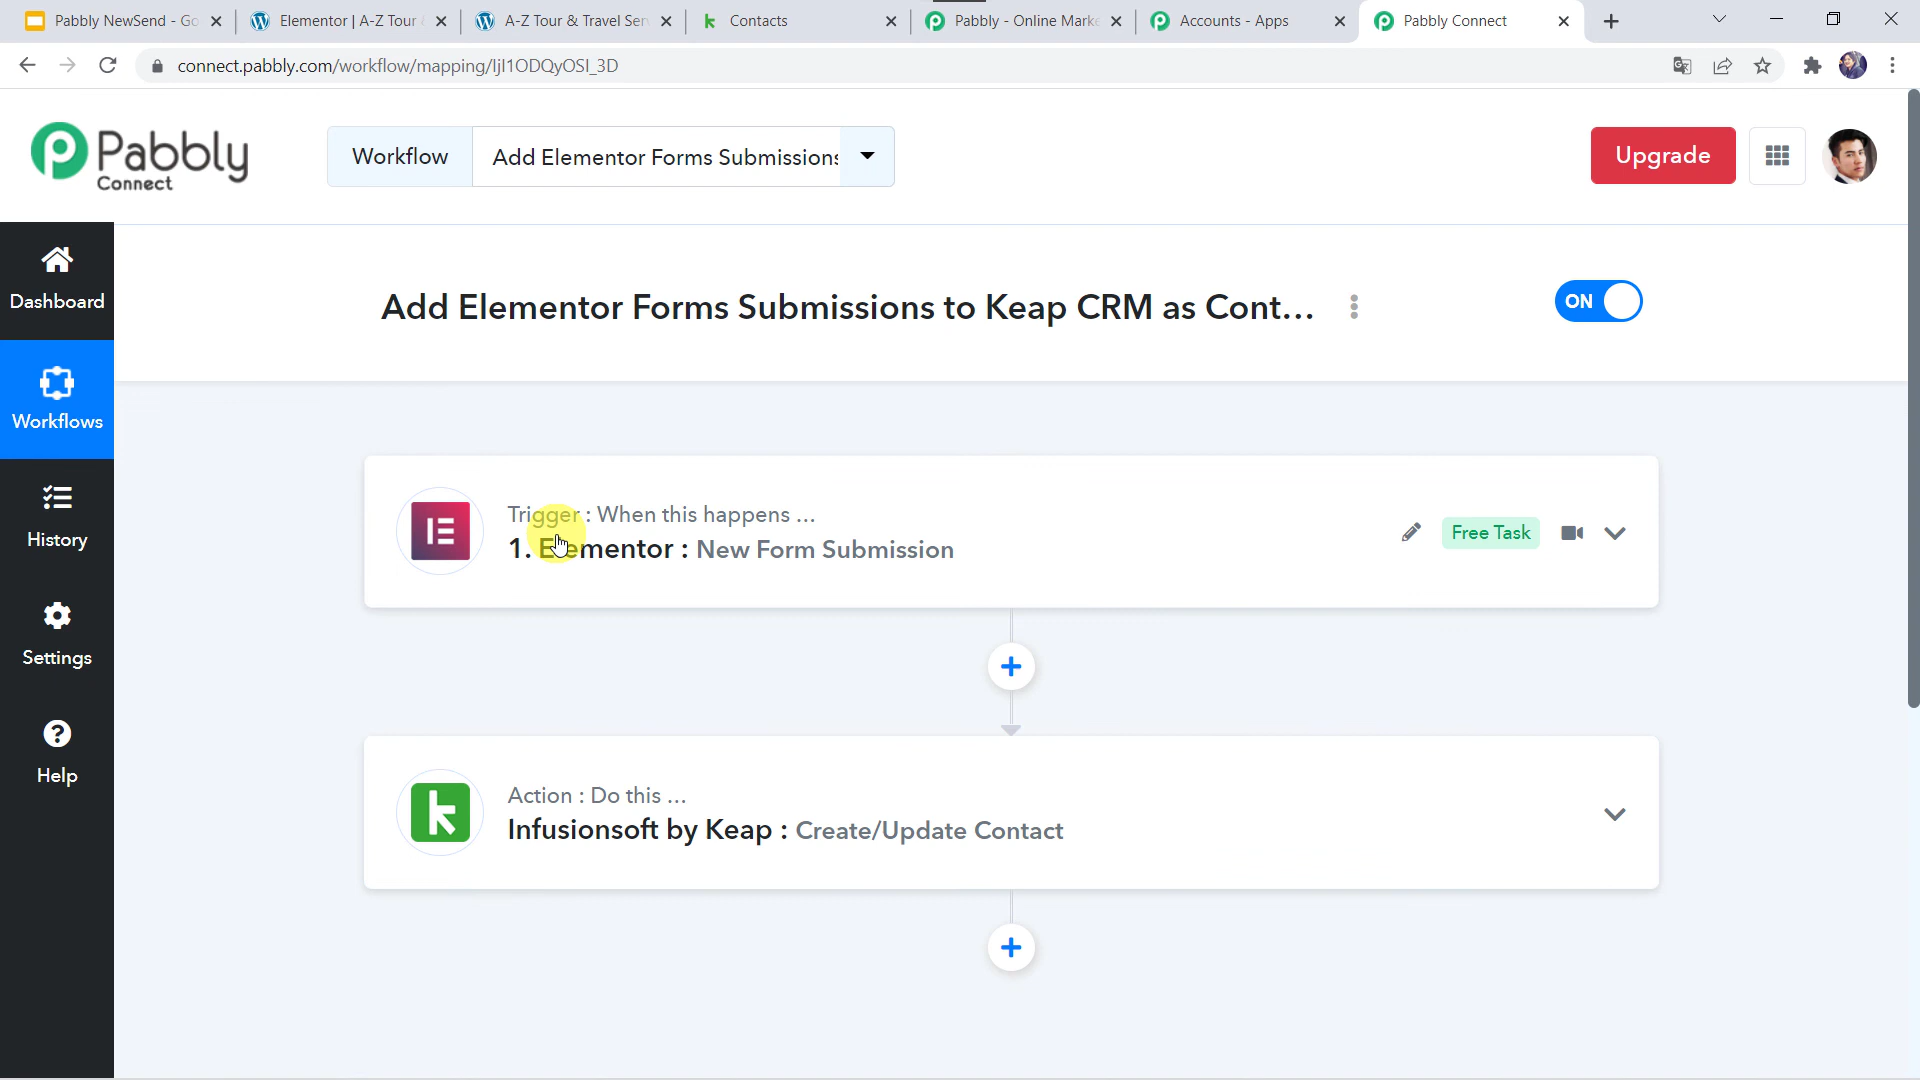 Pabbly NewSend - Go
Elementor | A-Z Tour
A-Z Tour & Travel Ser
Contacts
Pabbly - Online Marke
Accounts - Apps
Pabbly Connect
connect.pabbly.com/workflow/mapping/IjI1ODQyOSI_3D
Pabbly
Connect
Workflow
Add Elementor Forms Submissions
Upgrade
Dashboard
Workflows
History
Settings
Help
Add Elementor Forms Submissions to Keap CRM as Cont...
ON
Trigger : When this happens ...
1. Elementor : New Form Submission
Free Task
Action : Do this ...
Infusionsoft by Keap : Create/Update Contact